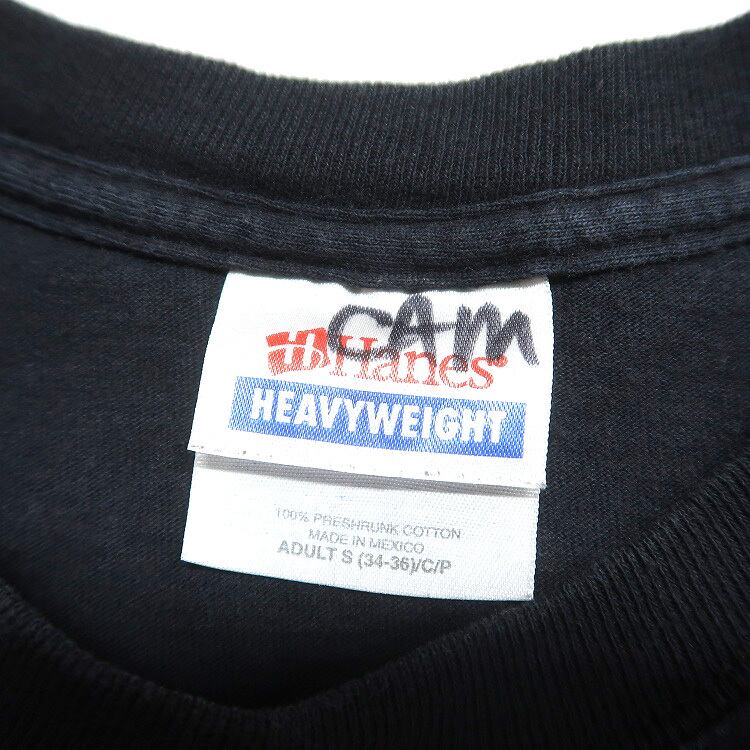 CAM
Hanes
HEAVYWEIGHT
100% PRESHRUNK COTTON
MADE IN MEXICO
ADULT S (34-36)/C/P